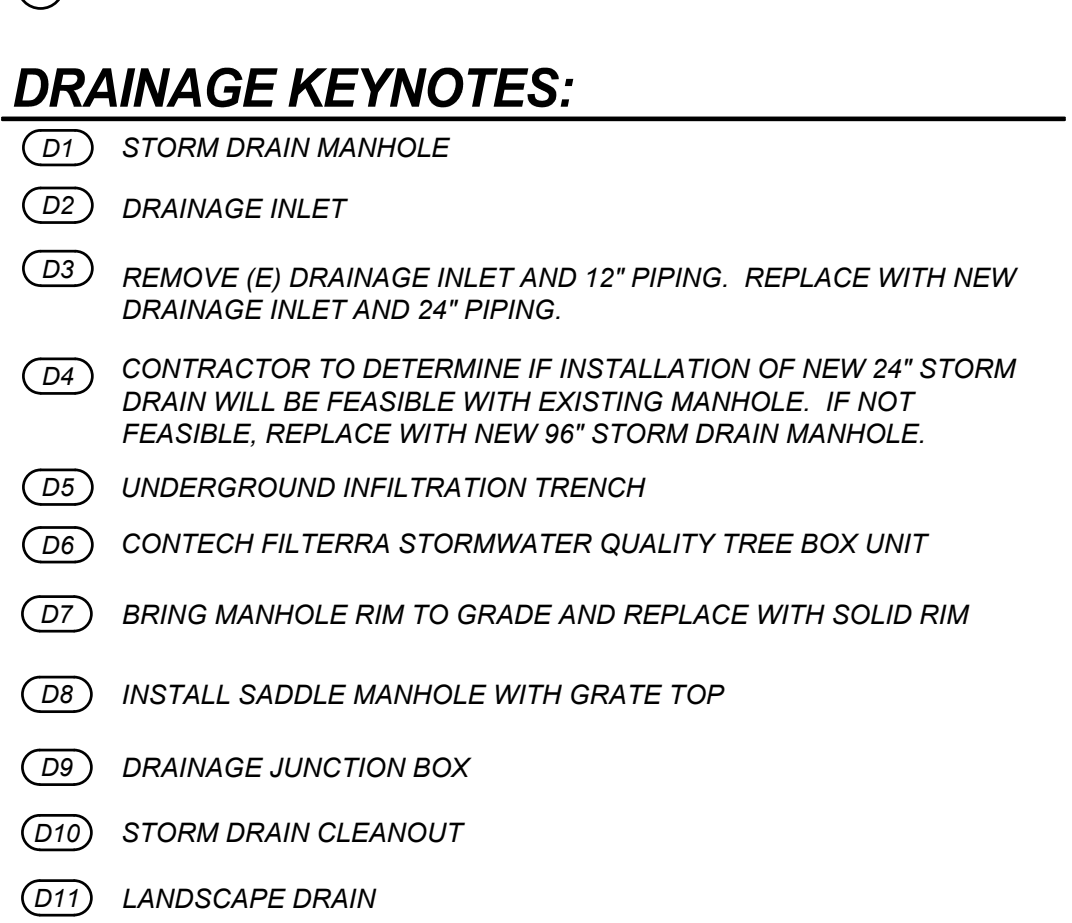 DRAINAGE KEYNOTES:
D1 STORM DRAIN MANHOLE
D2 DRAINAGE INLET
D3 REMOVE (E) DRAINAGE INLET AND 12" PIPING. REPLACE WITH NEW
DRAINAGE INLET AND 24" PIPING.
D4 CONTRACTOR TO DETERMINE IF INSTALLATION OF NEW 24" STORM
DRAIN WILL BE FEASIBLE WITH EXISTING MANHOLE. IF NOT
FEASIBLE, REPLACE WITH NEW 96" STORM DRAIN MANHOLE.
D5 UNDERGROUND INFILTRATION TRENCH
D6 CONTECH FILTERRA STORMWATER QUALITY TREE BOX UNIT
D7 BRING MANHOLE RIM TO GRADE AND REPLACE WITH SOLID RIM
D8 INSTALL SADDLE MANHOLE WITH GRATE TOP
D9 DRAINAGE JUNCTION BOX
D10 STORM DRAIN CLEANOUT
D11 LANDSCAPE DRAIN